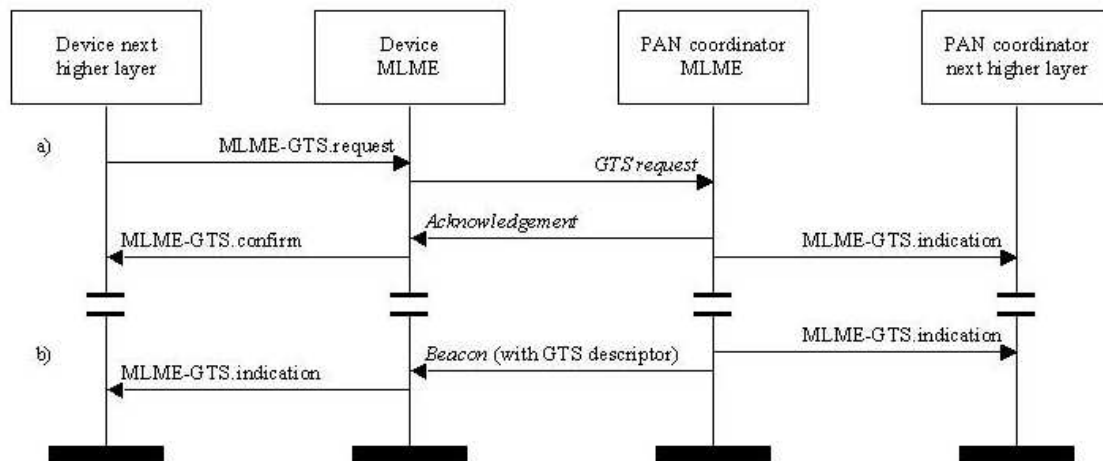 Device next
higher layer
Device
MLME
PAN coordinator
MLME
PAN coordinator
next higher layer
a)
MLME-GTS.request
GTS request
Acknowledgement
MLME-GTS.confirm
MLME-GTS.indication
b)
MLME-GTS.indication
Beacon (with GTS descriptor)
MLME-GTS.indication